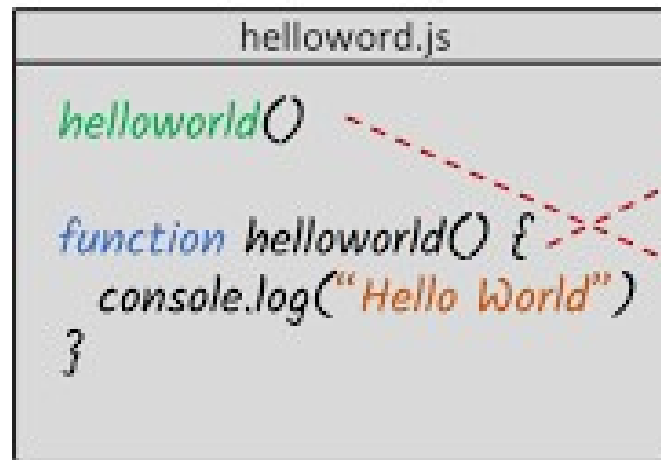 helloword.js
helloworld()
function helloworld() {
console.log(“Hello World”)
}